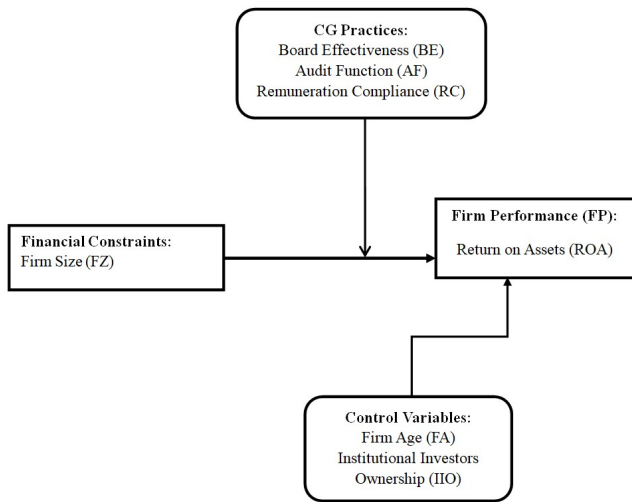 CG Practices:
Board Effectiveness (BE)
Audit Function (AF)
Remuneration Compliance (RC)
Financial Constraints:
Firm Size (FZ)
Firm Performance (FP):
Return on Assets (ROA)
Control Variables:
Firm Age (FA)
Institutional Investors
Ownership (IIO)